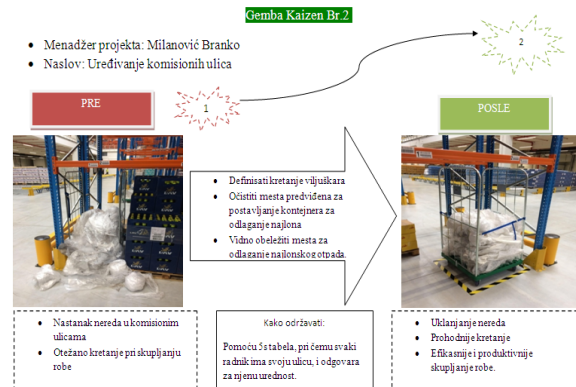 Gemba Kaizen Br.2
Menadžer projekta: Milanović Branko
Naslov: Uređivanje komisionih ulica
1
2
PRE
POSLE
Definisati kretanje viljuškara
Očistiti mesta predviđena za
postavljanje kontejnera za
odlaganje najlona
Vidno obeležiti mesta za
odlaganje najlonskog otpada.
Nastanak nereda u komisionim
ulicama
Otežano kretanje pri skupljanju
robe
Kako održavati:
Pomoću 5s tabela, pri čemu svaki
radnik ima svoju ulicu, i odgovara
za njenu urednost.
Uklanjanje nereda
Prohodnije kretanje
Efikasnije i produktivnije
skupljanje robe.